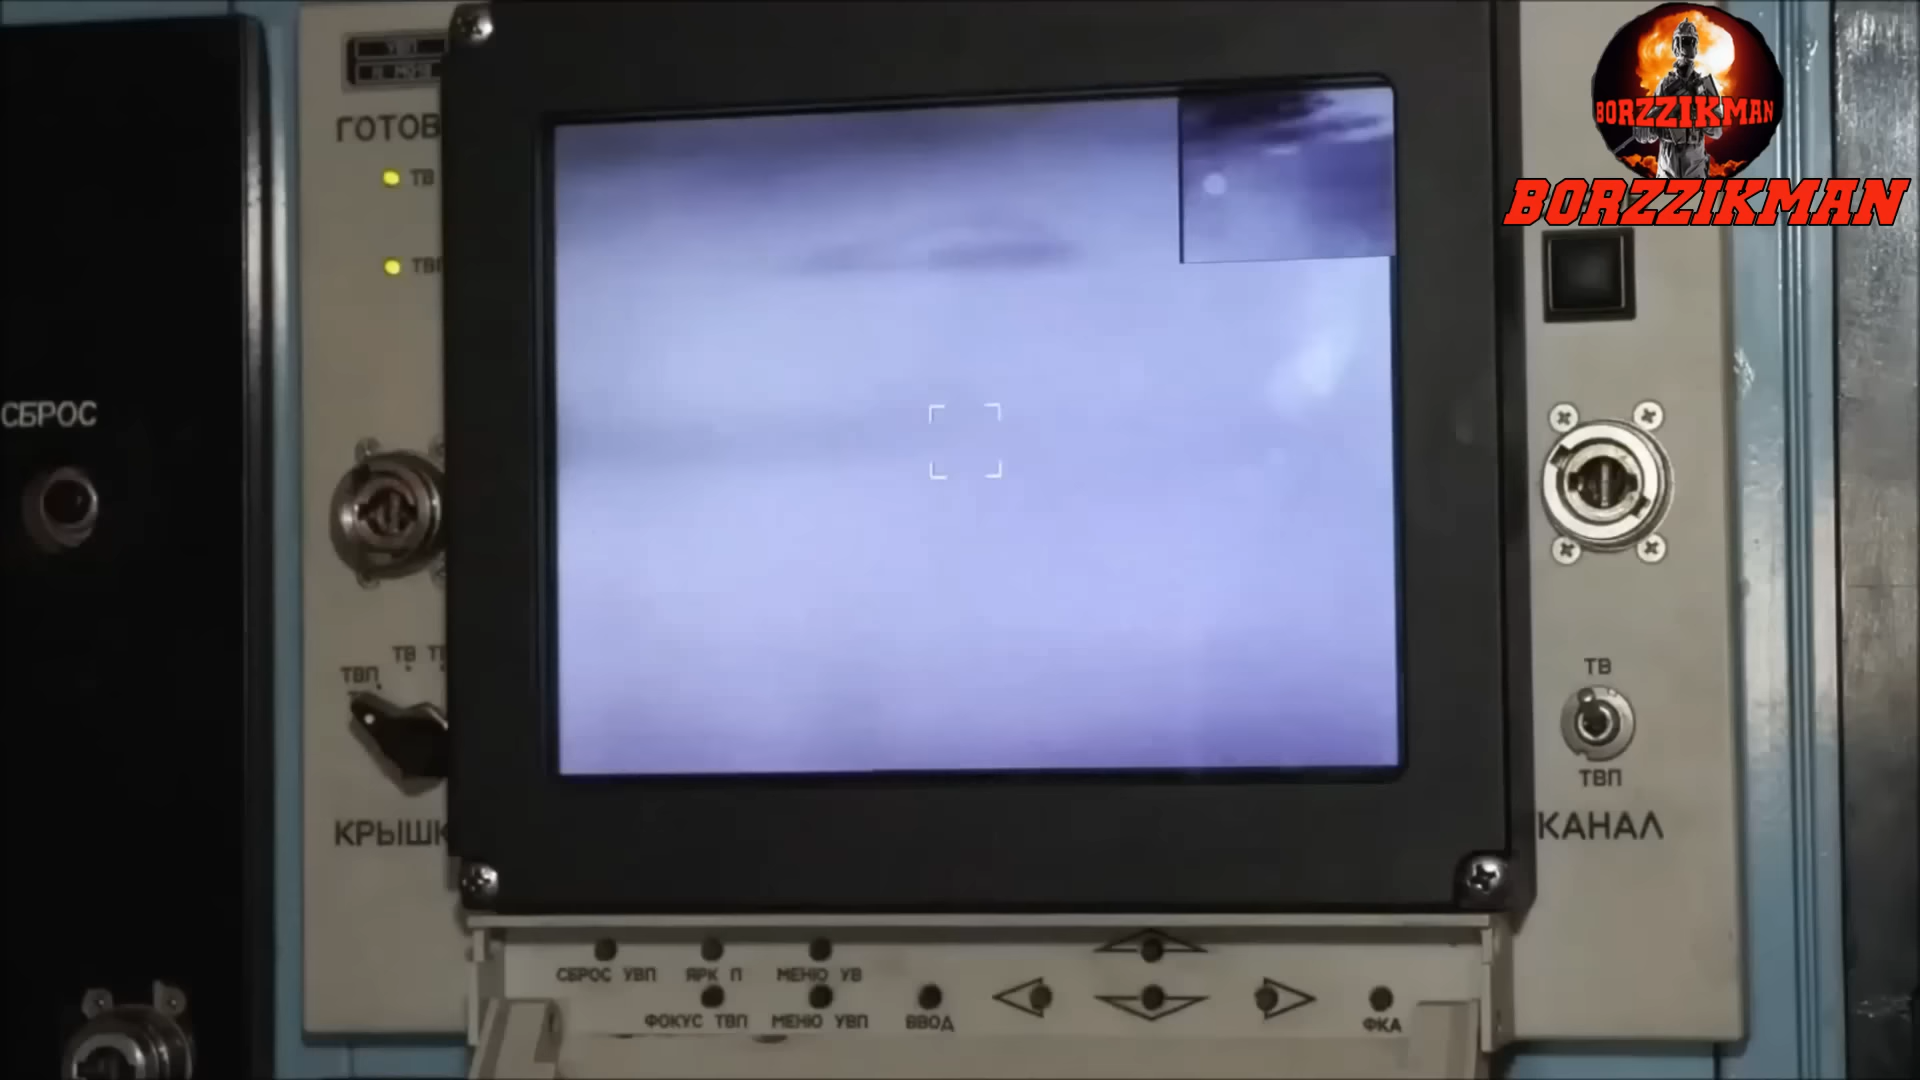 BORZZIKMAN
BORZZIKMAN
ГОТОВ
ТВ
ТВП
СБРОС
ТВП
ТВ
КРЫШК
ТВ
ТВП
КАНАЛ
СБРОС УВП
ЯРК П
МЕНЮ УВ
ФОКУС ТВП
МЕНЮ УВП
ВВОД
ФКА